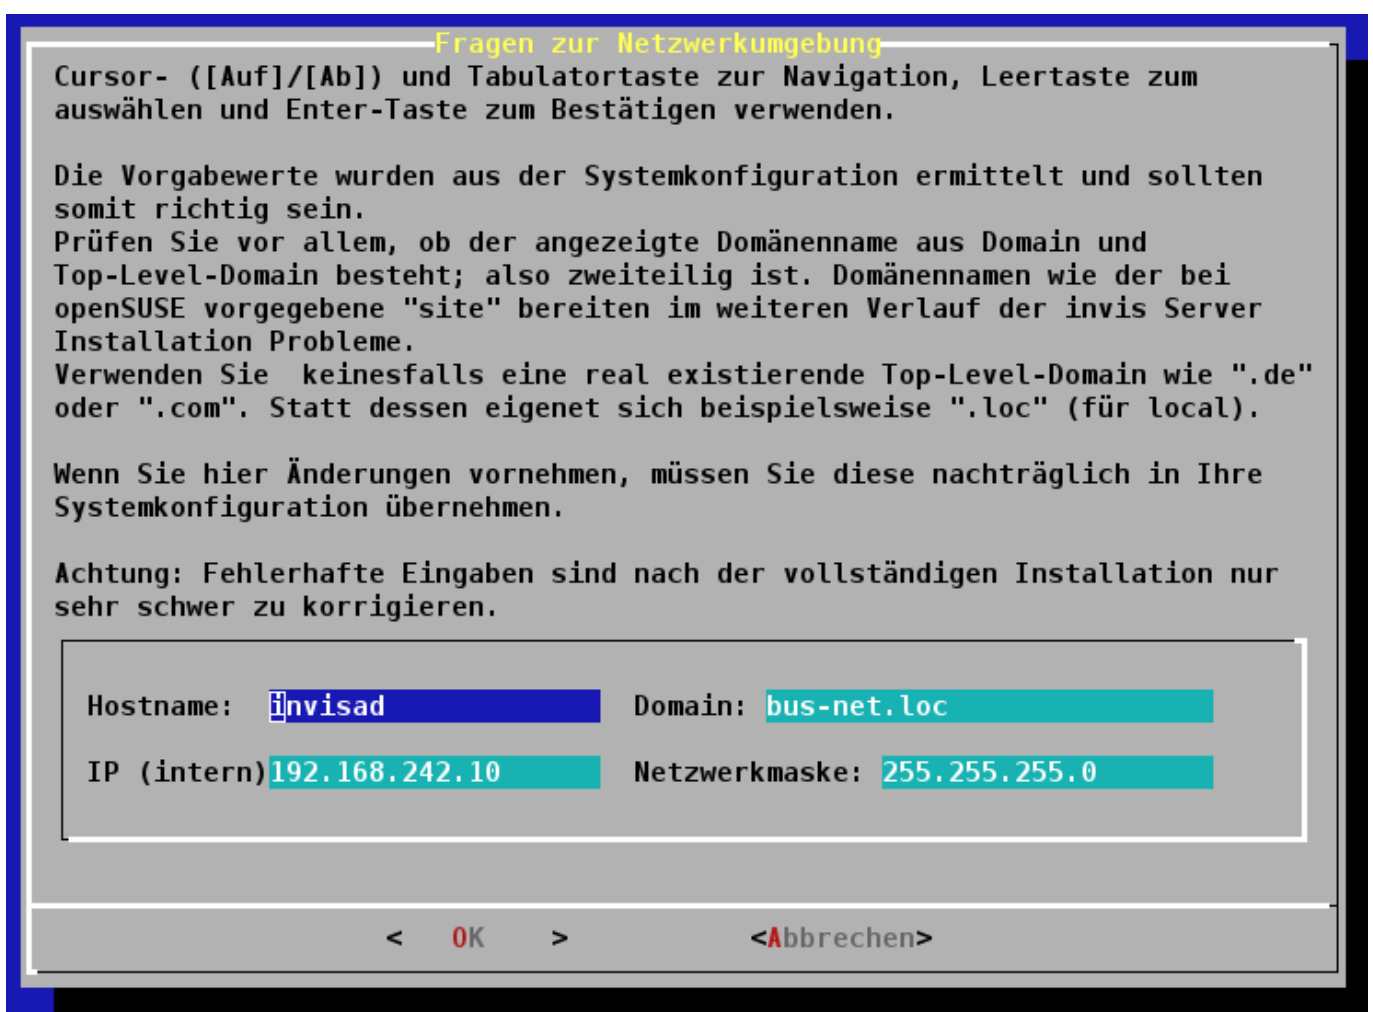 Fragen zur Netzwerkumgebung
Cursor- ([Auf]/[Ab]) und Tabulatortaste zur Navigation, Leertaste zum
auswählen und Enter-Taste zum Bestätigen verwenden.
Die Vorgabewerte wurden aus der Systemkonfiguration ermittelt und sollten
somit richtig sein.
Prüfen Sie vor allem, ob der angezeigte Domänenname aus Domain und
Top-Level-Domain besteht; also zweiteilig ist. Domänennamen wie der bei
openSUSE vorgegebene "site" bereiten im weiteren Verlauf der invis Server
Installation Probleme.
Verwenden Sie  keinesfalls eine real existierende Top-Level-Domain wie ".de"
oder ".com". Statt dessen eigenet sich beispielsweise ".loc" (für local).
Wenn Sie hier Änderungen vornehmen, müssen Sie diese nachträglich in Ihre
Systemkonfiguration übernehmen.
Achtung: Fehlerhafte Eingaben sind nach der vollständigen Installation nur
sehr schwer zu korrigieren.
Hostname: invisad Domain: bus-net.loc
IP (intern)192.168.242.10 Netzwerkmaske: 255.255.255.0
< OK > <Abbrechen>